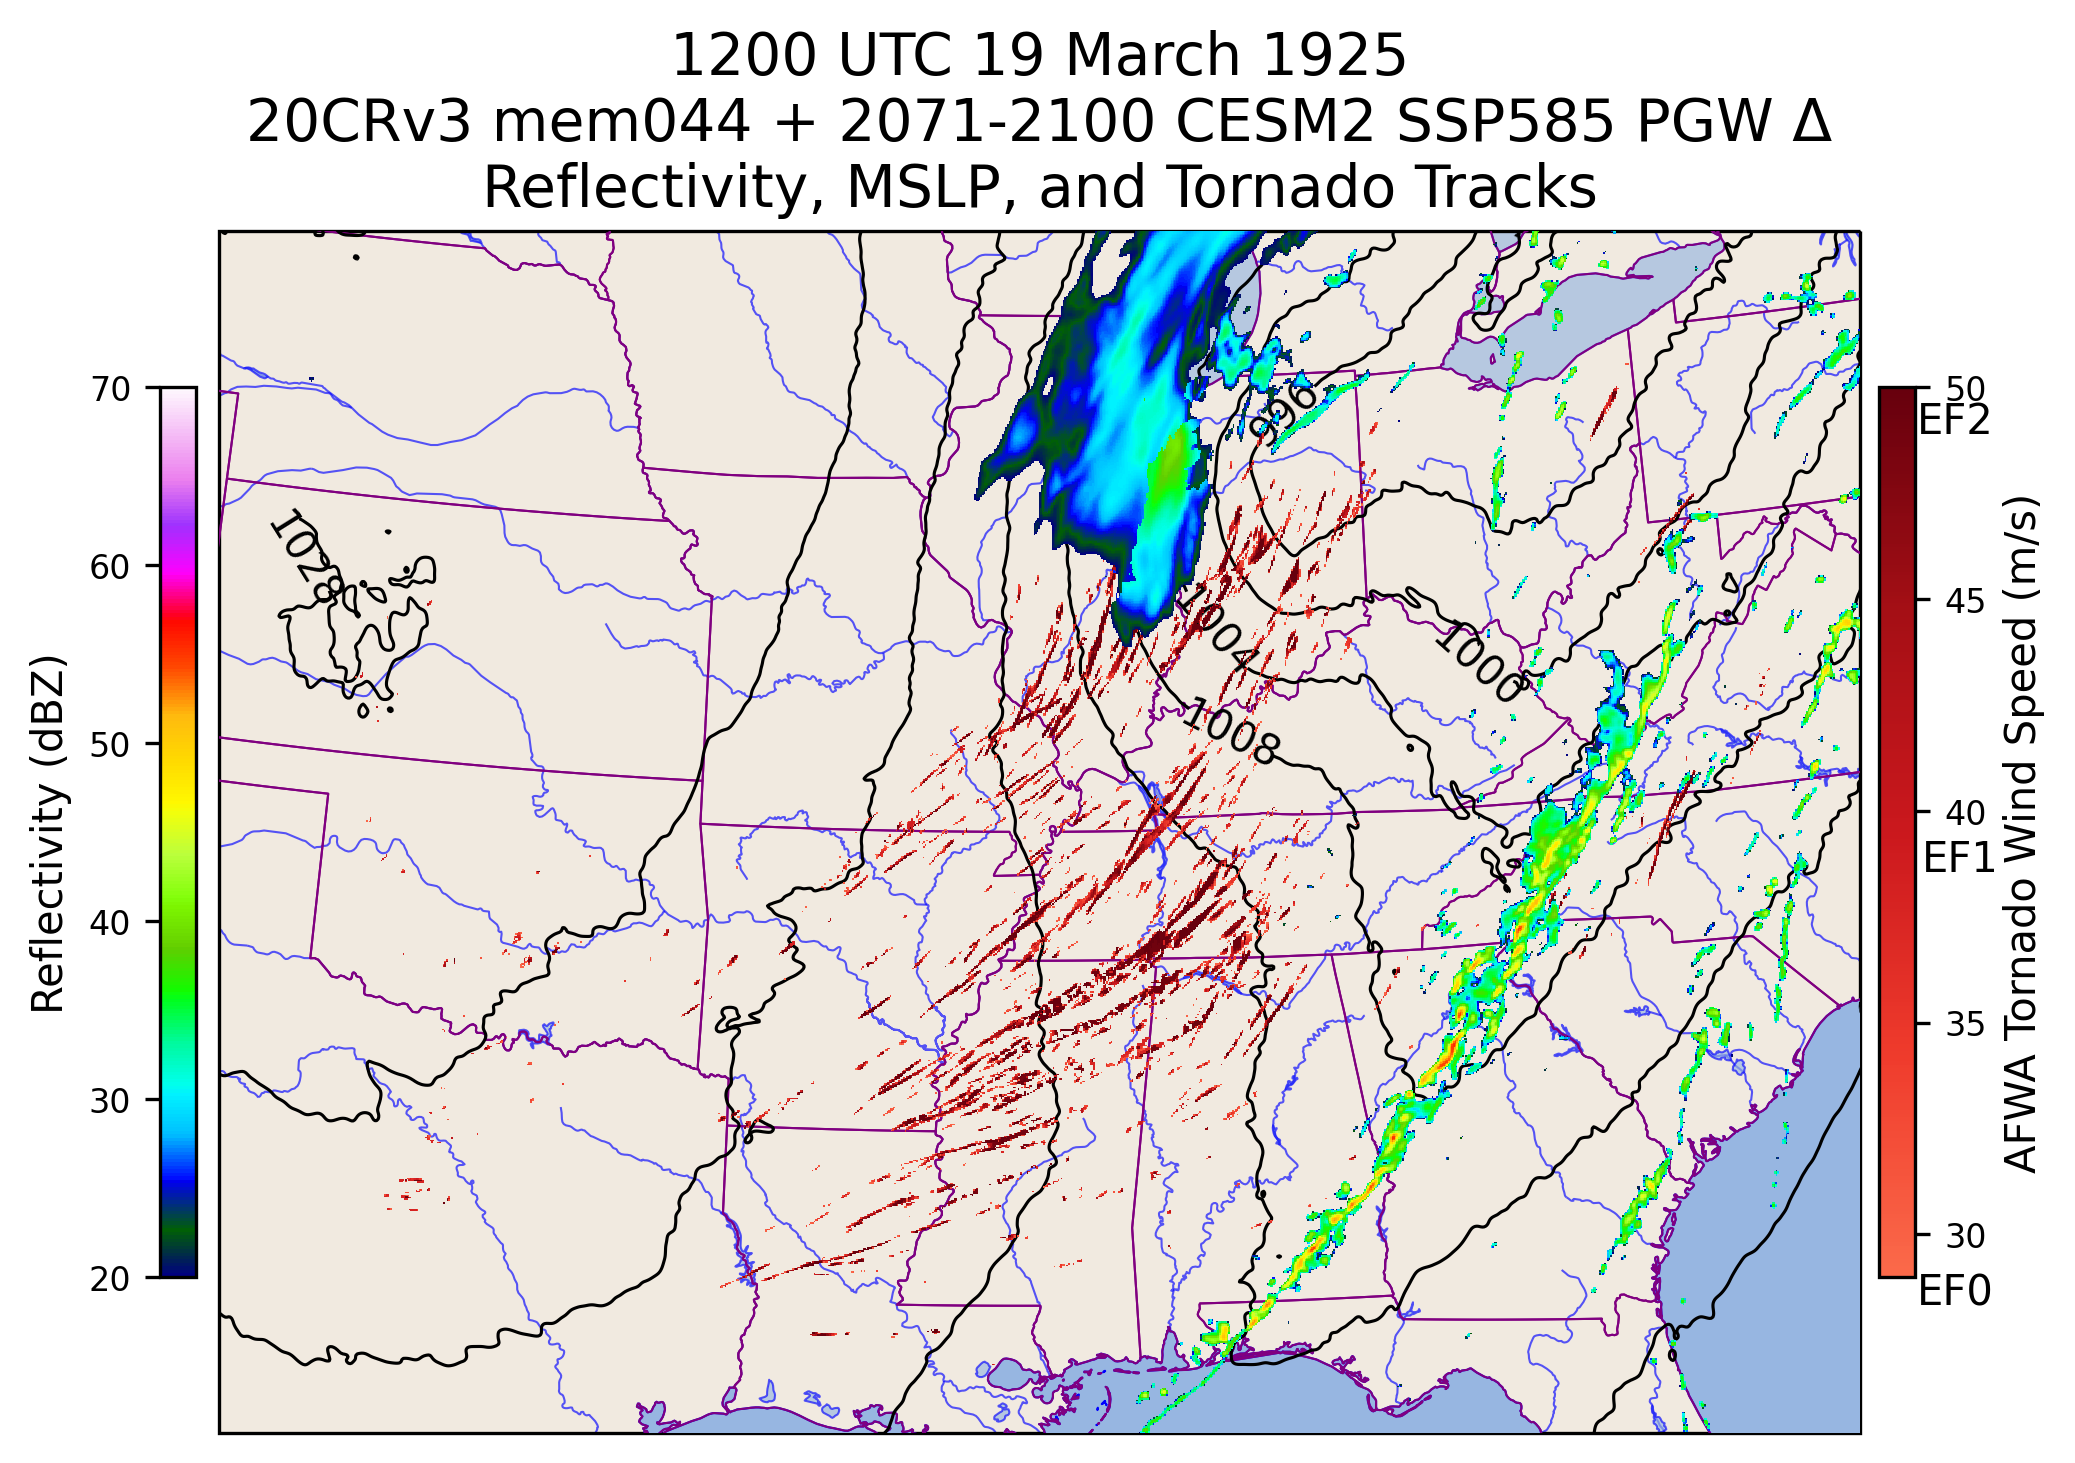 1200 UTC 19 March 1925
20CRv3 mem044 + 2071-2100 CESM2 SSP585 PGW Δ
Reflectivity, MSLP, and Tornado Tracks
70
60
50
40
30
20
Reflectivity (dBZ)
996
1028
1004
1000
1008
50
EF2
45
40
EF1
35
30
EF0
AFWA Tornado Wind Speed (m/s)